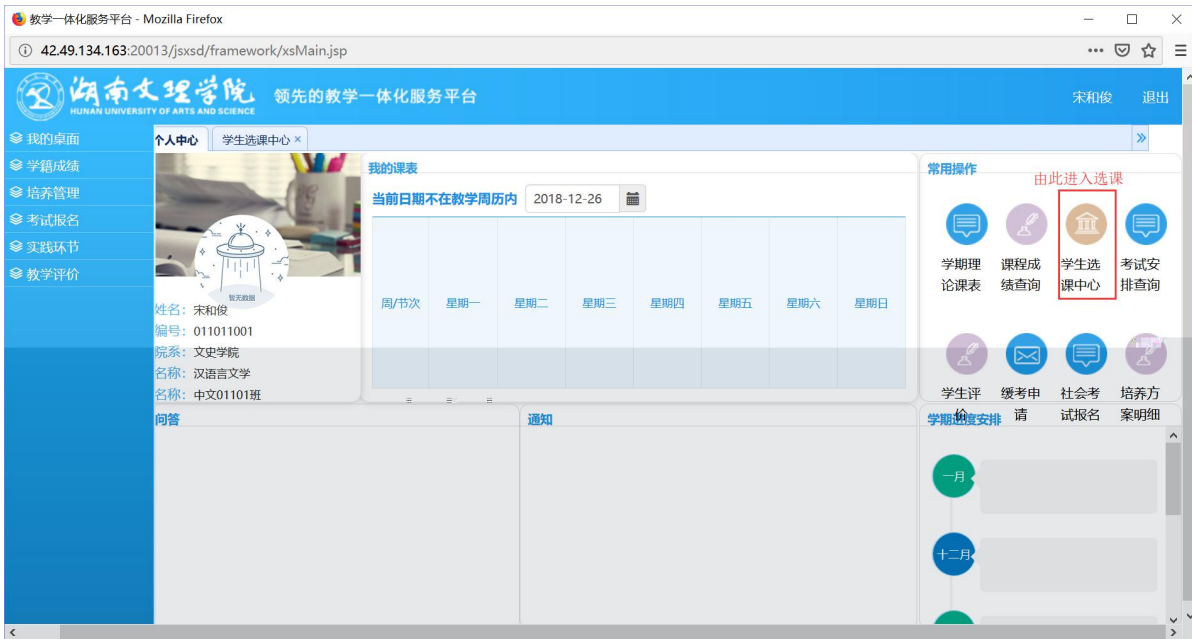 教学一体化服务平台 - Mozilla Firefox
42.49.134.163:20013/jsxsd/framework/xsMain.jsp
湖南文理学院
HUNAN UNIVERSITY OF ARTS AND SCIENCE
领先的教学一体化服务平台
宋和俊 退出
我的桌面
学籍成绩
培养管理
考试报名
实践环节
教学评价
个人中心 学生选课中心 ×
暂无数据
姓名：宋和俊
编号：011011001
院系：文史学院
名称：汉语言文学
名称：中文01101班
我的课表
当前日期不在教学周历内 2018-12-26
周/节次 星期一 星期二 星期三 星期四 星期五 星期六 星期日
常用操作
由此进入选课
学期理论课表
课程成绩查询
学生选课中心
考试安排查询
学生评价
缓考申请
社会考试报名
培养方案明细
问答
通知
学期进度安排
一月
十二月